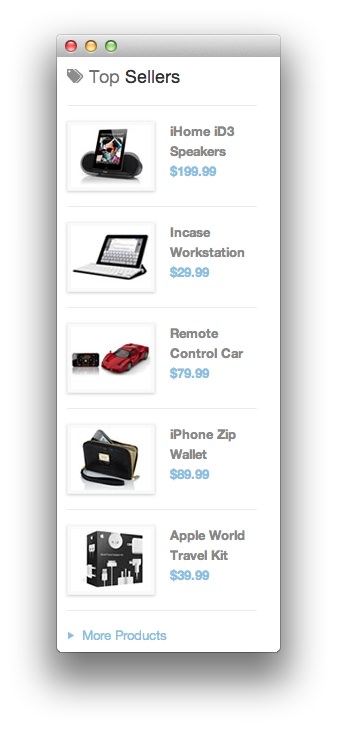 Top Sellers
iHome iD3
Speakers
$199.99
Incase
Workstation
$29.99
Remote
Control Car
$79.99
iPhone Zip
Wallet
$89.99
Apple World
Travel Kit
$39.99
More Products